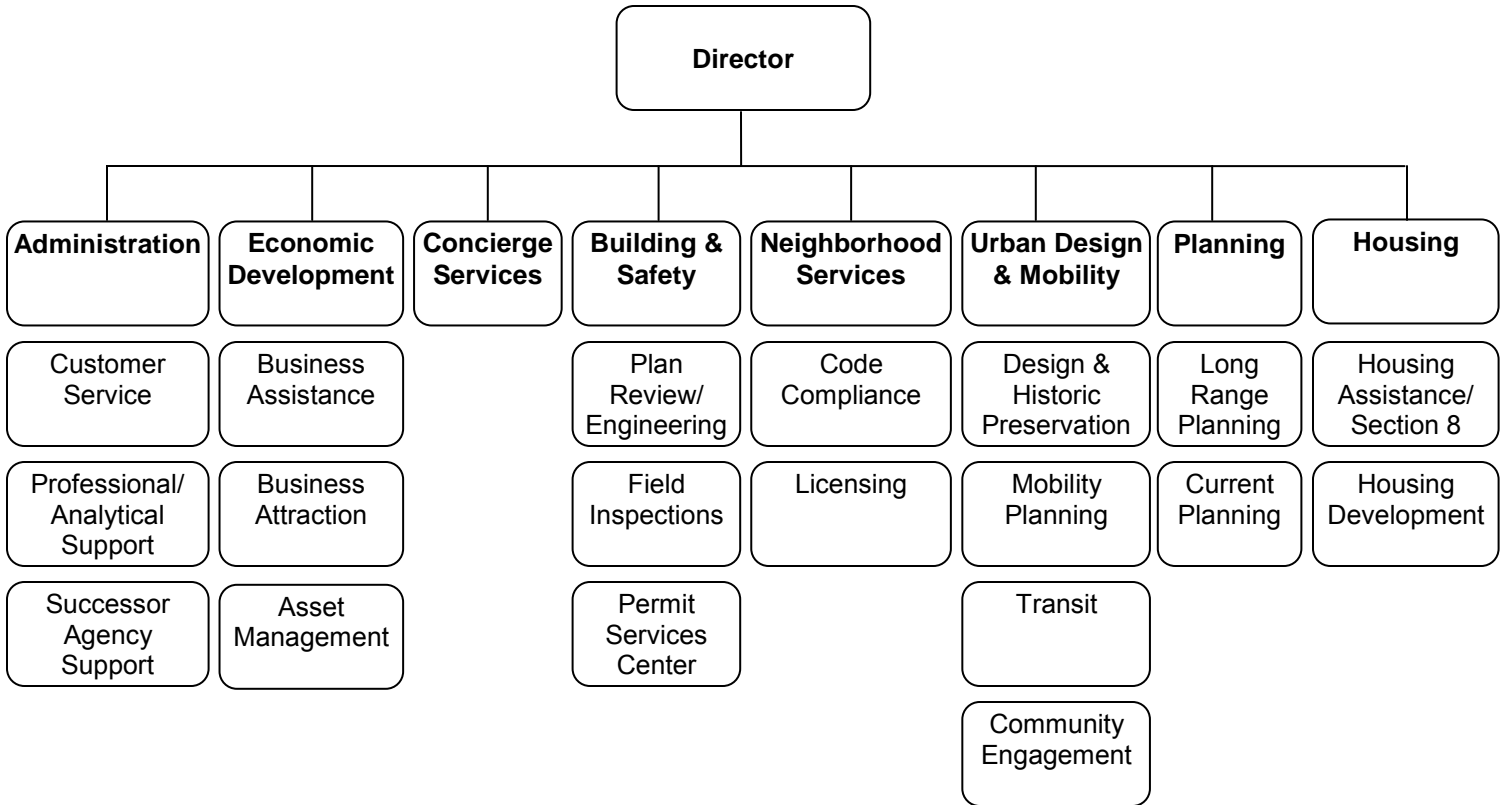 Director
Administration
Economic
Development
Concierge
Services
Building &
Safety
Neighborhood
Services
Urban Design
& Mobility
Planning
Housing
Customer
Service
Business
Assistance
Plan
Review/
Engineering
Code
Compliance
Design &
Historic
Preservation
Long
Range
Planning
Housing
Assistance/
Section 8
Professional/
Analytical
Support
Business
Attraction
Field
Inspections
Licensing
Mobility
Planning
Current
Planning
Housing
Development
Successor
Agency
Support
Asset
Management
Permit
Services
Center
Transit
Community
Engagement